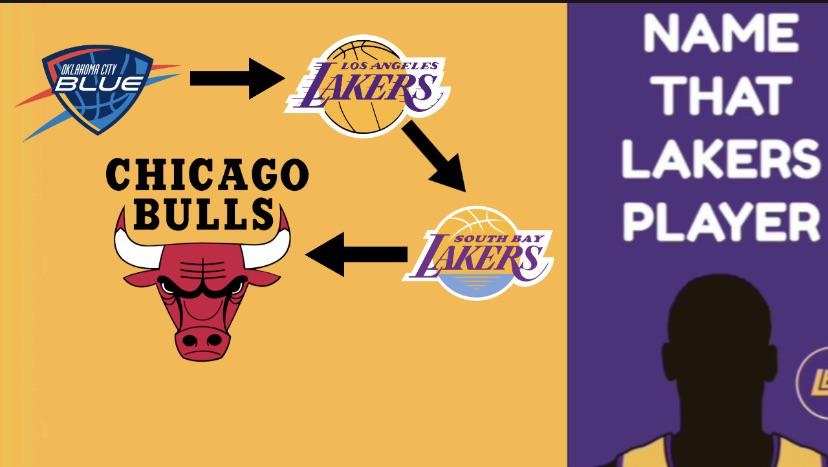 OKLAHOMA CITY
BLUE
LOS ANGELES
LAKERS
SOUTH BAY
LAKERS
CHICAGO
BULLS
NAME
THAT
LAKERS
PLAYER